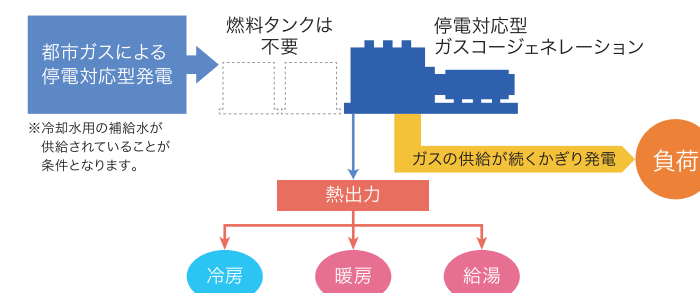 都市ガスによる
停電対応型発電
※冷却水用の補給水が
供給されていることが
条件となります。
燃料タンクは
不要
停電対応型
ガスコージェネレーション
ガスの供給が続くかぎり発電
負荷
熱出力
冷房
暖房
給湯